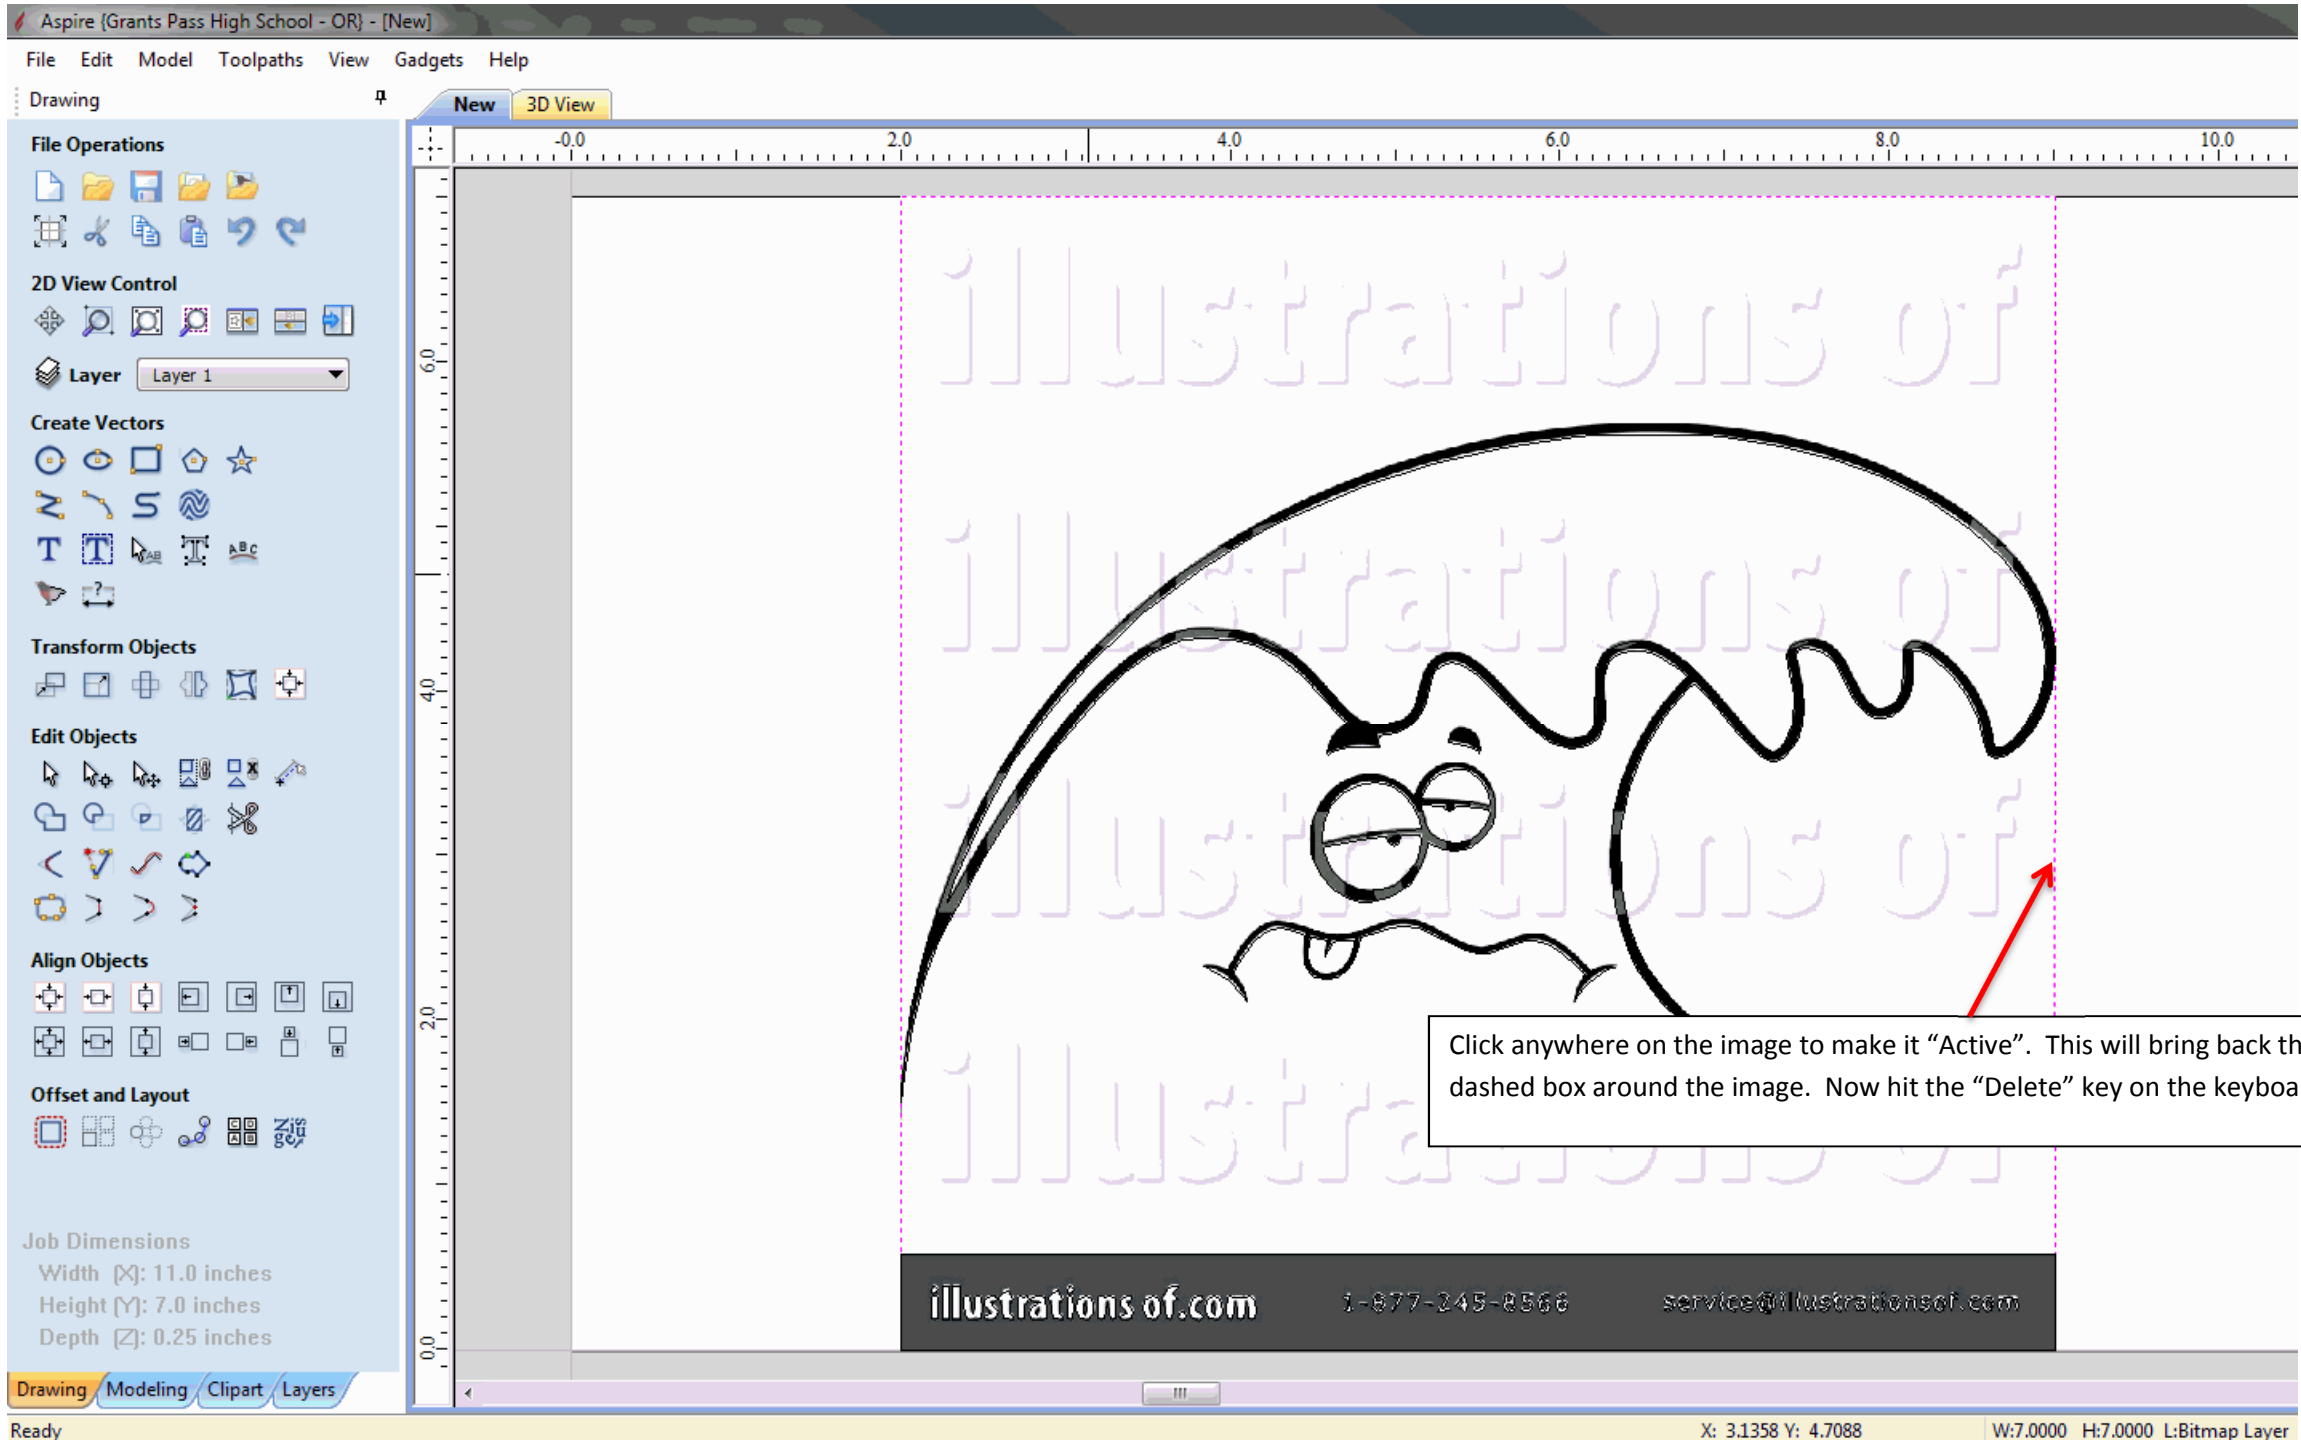 Aspire {Grants Pass High School - OR} - [New]
File Edit Model Toolpaths View Gadgets Help
Drawing
New 3D View
File Operations
-0.0 2.0 4.0 6.0 8.0 10.0
2D View Control
Layer Layer 1
6.0
illustrations of
Create Vectors
T T AB T ABC
?
illustrations of
Transform Objects
4.0
Edit Objects
illustrations of
Align Objects
2.0
Click anywhere on the image to make it “Active”. This will bring back th
dashed box around the image. Now hit the “Delete” key on the keyboa
Offset and Layout
illustrations of
Job Dimensions
Width (X): 11.0 inches
Height (Y): 7.0 inches
Depth (Z): 0.25 inches
0.0
illustrations of.com 1-877-245-8566 service@illustrationsof.com
Drawing Modeling Clipart Layers
Ready X: 3.1358 Y: 4.7088 W:7.0000 H:7.0000 L:Bitmap Layer